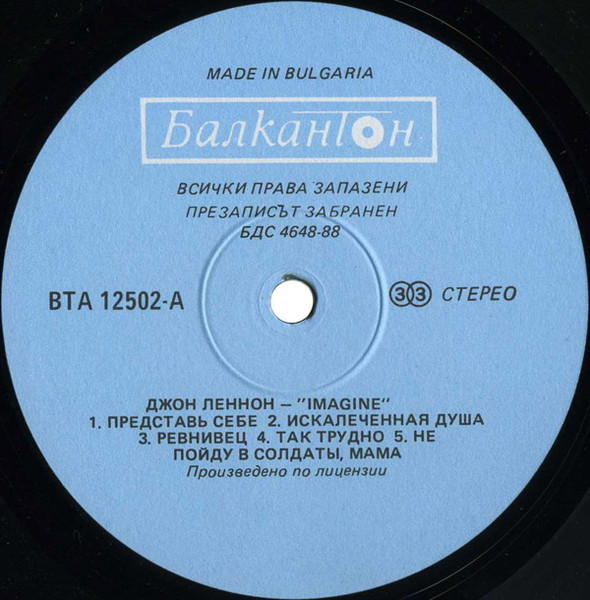 MADE IN BULGARIA
Балкантон
ВСИЧКИ ПРАВА ЗАПАЗЕНИ
ПРЕЗАПИСЪТ ЗАБРАНЕН
БДС 4648-88
ВТА 12502-А
33 СТЕРЕО
ДЖОН ЛЕННОН – "IMAGINE"
1. ПРЕДСТАВЬ СЕБЕ 2. ИСКАЛЕЧЕННАЯ ДУША
3. РЕВНИВЕЦ 4. ТАК ТРУДНО 5. НЕ
ПОЙДУ В СОЛДАТЫ, МАМА
Произведено по лицензии